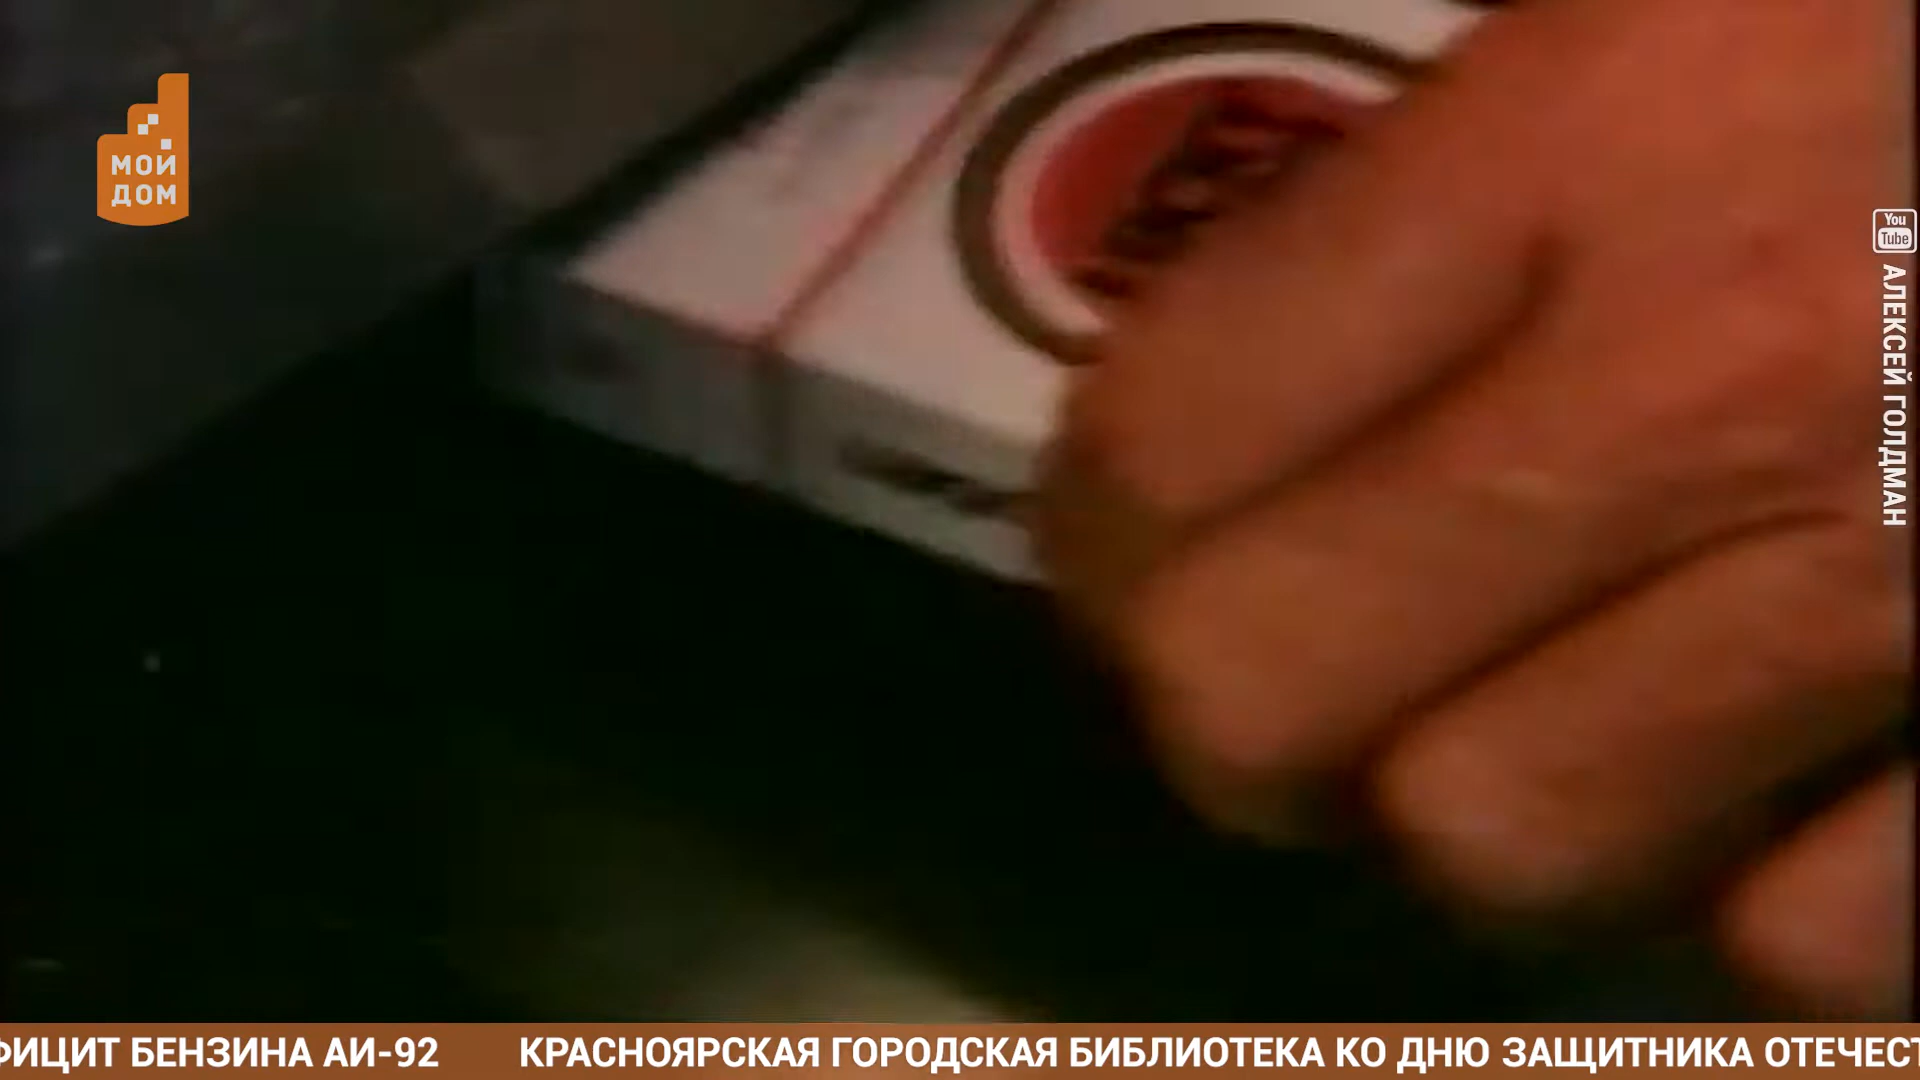 МОЙ
ДОМ
You
Tube
АЛЕКСЕЙ ГОЛДМАН
ФИЦИТ БЕНЗИНА АИ-92 КРАСНОЯРСКАЯ ГОРОДСКАЯ БИБЛИОТЕКА КО ДНЮ ЗАЩИТНИКА ОТЕЧЕСТ